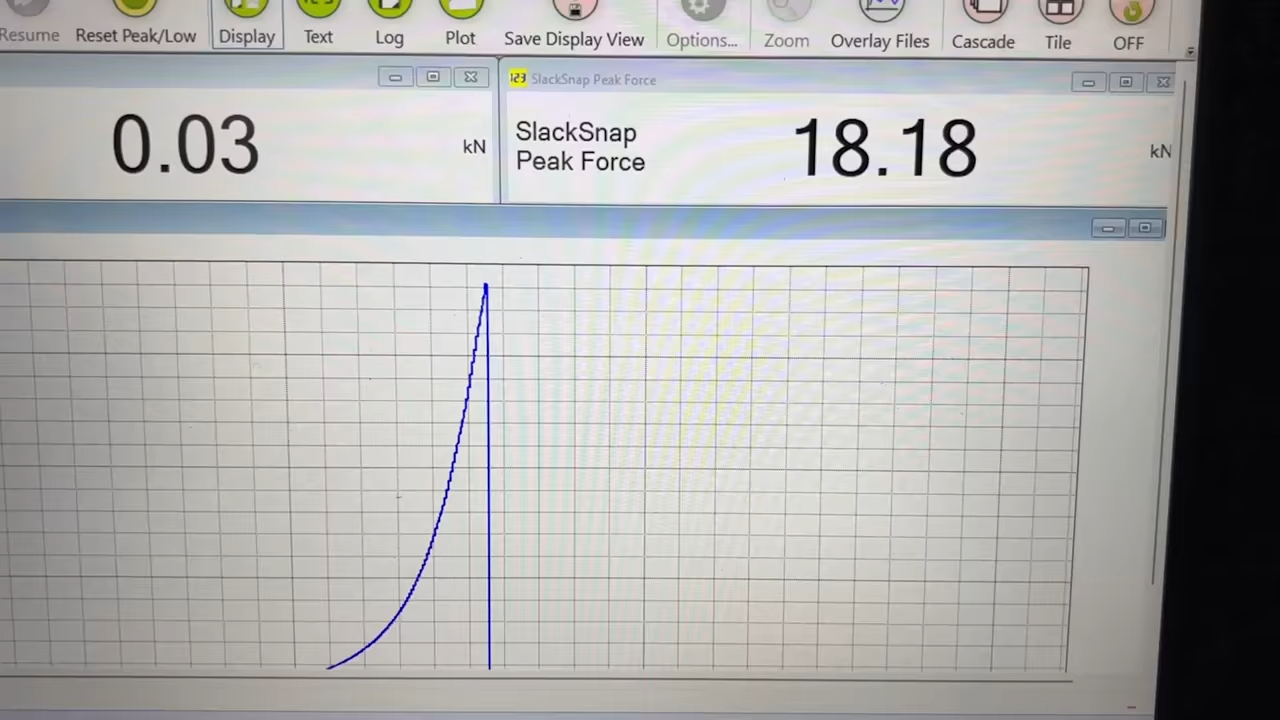 Resume Reset Peak/Low Display Text Log Plot Save Display View Options... Zoom Overlay Files Cascade Tile OFF
123 SlackSnap Peak Force
0.03 kN
SlackSnap
Peak Force
18.18 kN